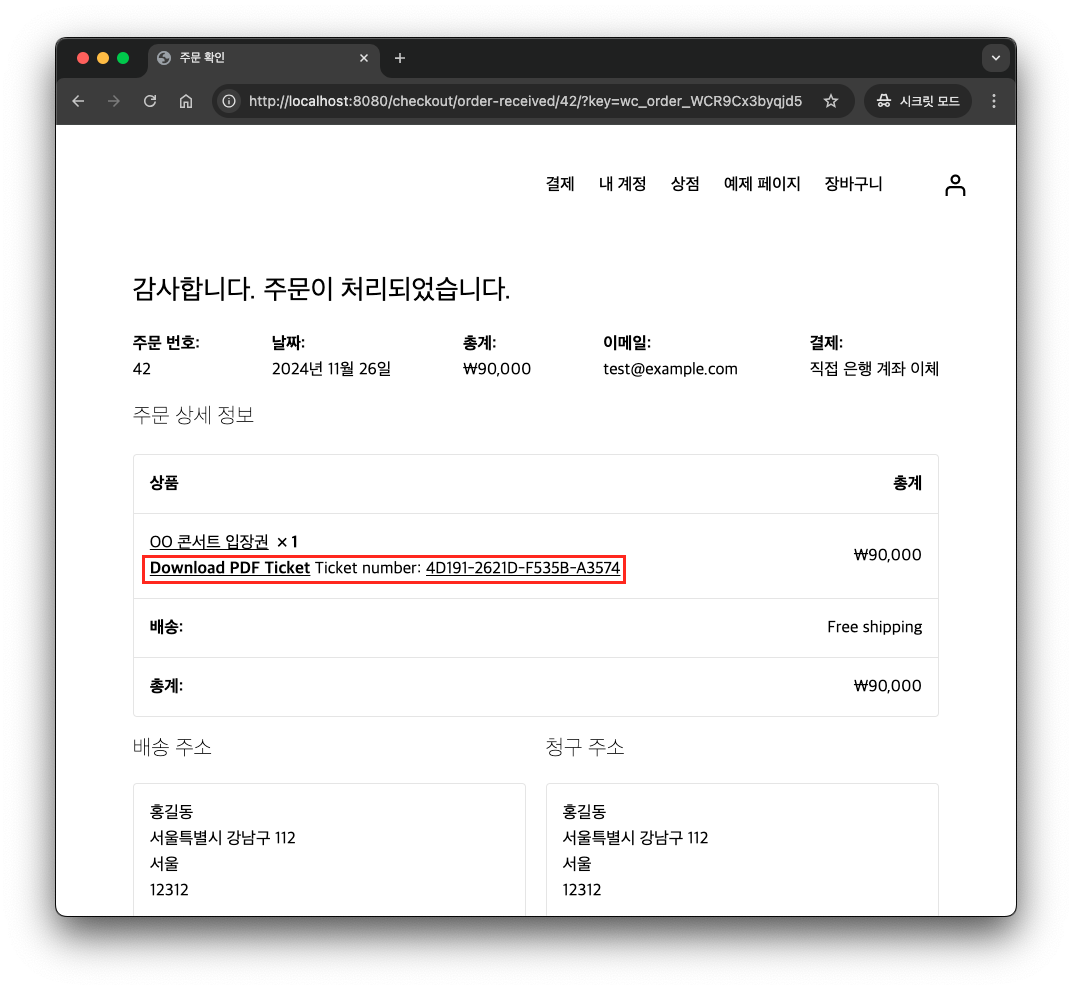 주문 확인
http://localhost:8080/checkout/order-received/42/?key=wc_order_WCR9Cx3byqjd5
시크릿 모드
결제 내 계정 상점 예제 페이지 장바구니
감사합니다. 주문이 처리되었습니다.
주문 번호: 날짜: 총계: 이메일: 결제:
42 2024년 11월 26일 ₩90,000 test@example.com 직접 은행 계좌 이체
주문 상세 정보
상품 총계
OO 콘서트 입장권 × 1
₩90,000
Download PDF Ticket Ticket number: 4D191-2621D-F535B-A3574
배송: Free shipping
총계: ₩90,000
배송 주소 청구 주소
홍길동 홍길동
서울특별시 강남구 112 서울특별시 강남구 112
서울 서울
12312 12312